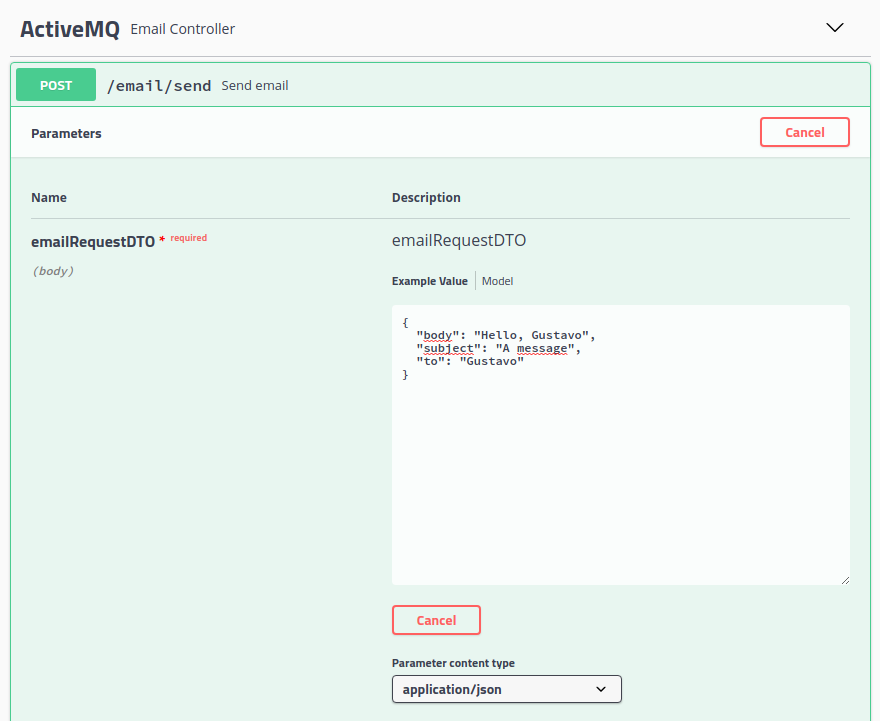 ActiveMQ Email Controller
POST /email/send Send email
Parameters Cancel
Name Description
emailRequestDTO * required emailRequestDTO
(body)
Example Value Model
{
"body": "Hello, Gustavo",
"subject": "A message",
"to": "Gustavo"
}
Cancel
Parameter content type
application/json